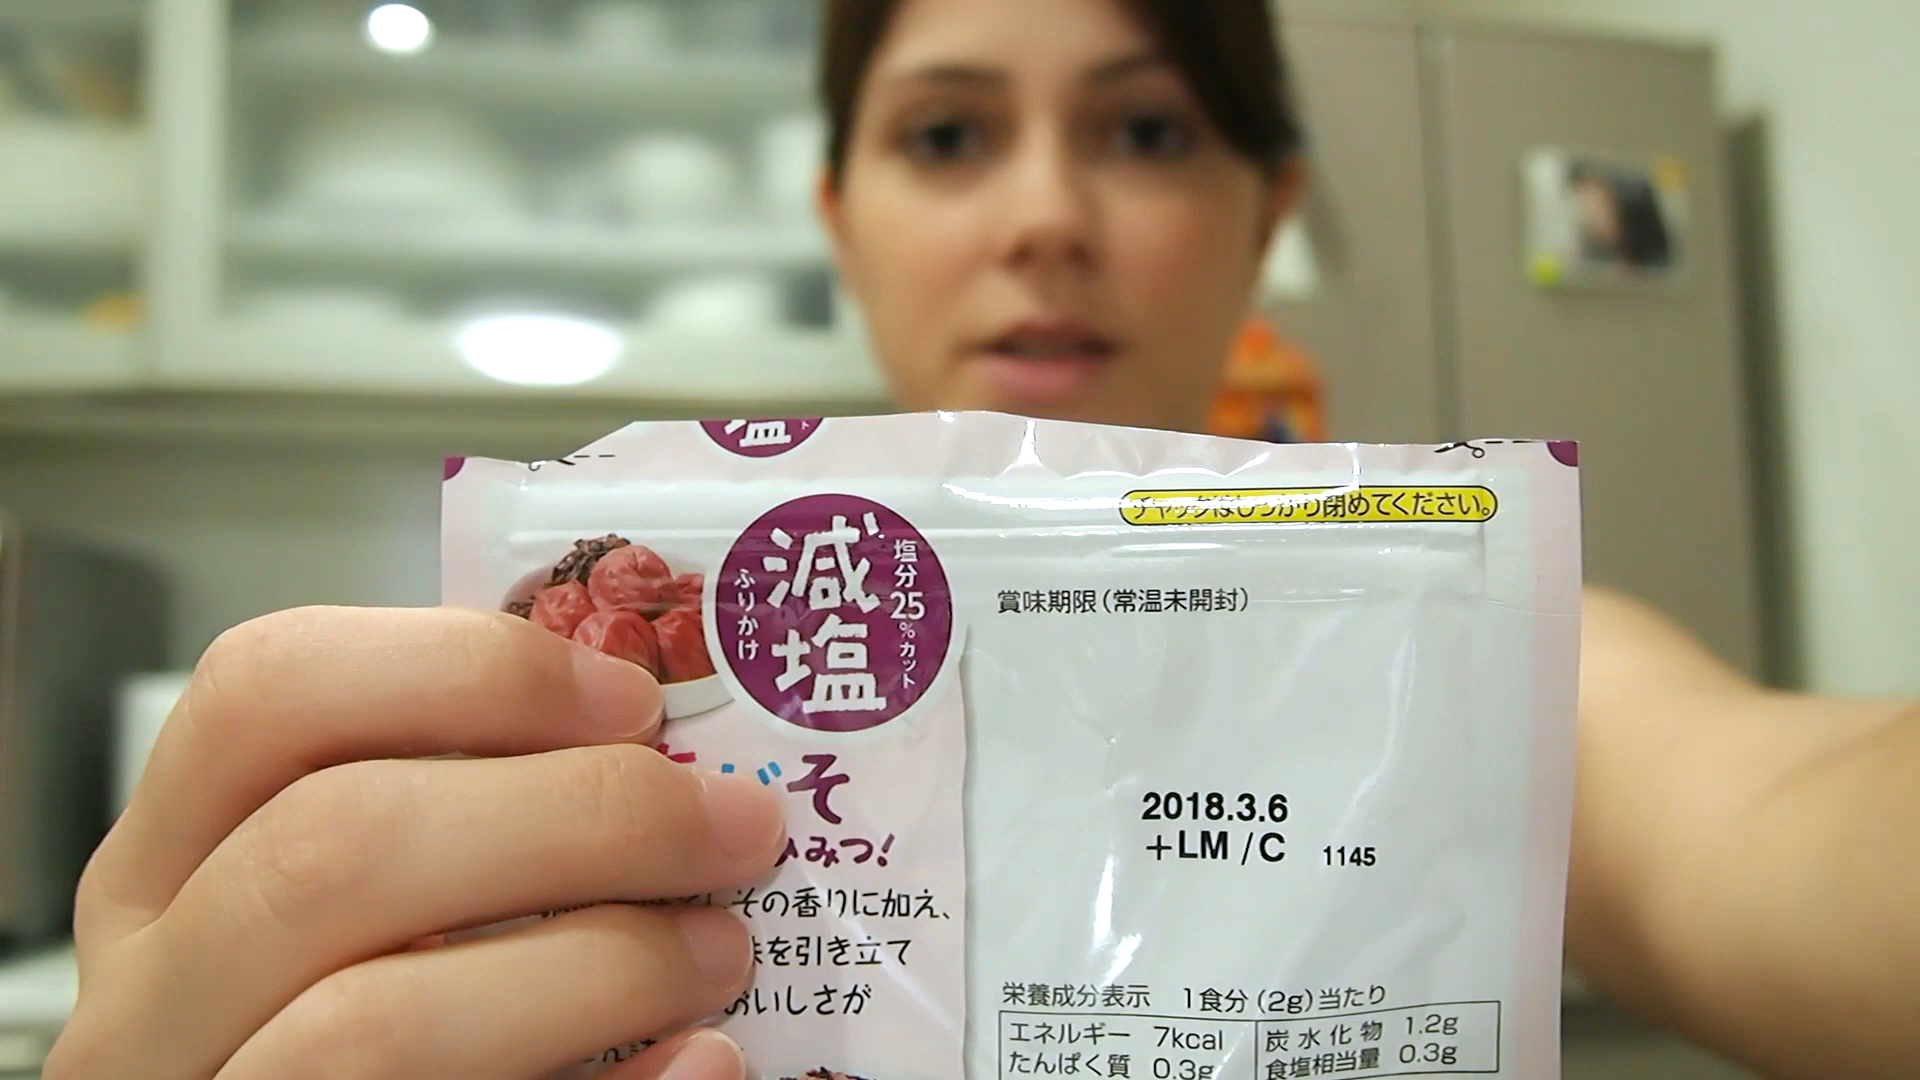 塩
チャックはしっかり閉めてください。
減塩
ふりかけ
塩分25%カット
賞味期限(常温未開封)
じそ
ひみつ!
その香りに加え、
味を引き立て
おいしさが
2018.3.6
+LM /C 1145
栄養成分表示 1食分(2g)当たり
エネルギー 7kcal
たんぱく質 0.3g
炭水化物 1.2g
食塩相当量 0.3g